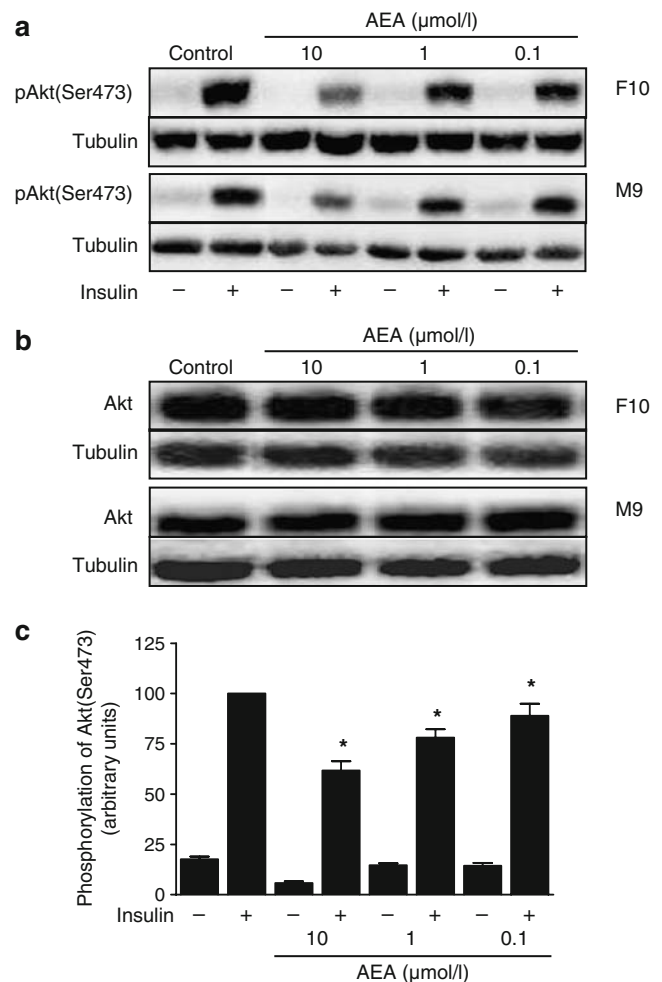 a
AEA (µmol/l)
Control 10 1 0.1
pAkt(Ser473) F10
Tubulin
pAkt(Ser473) M9
Tubulin
Insulin – + – + – + – +
b
AEA (µmol/l)
Control 10 1 0.1
Akt F10
Tubulin
Akt M9
Tubulin
c
Phosphorylation of Akt(Ser473)
(arbitrary units)
125
100
75
50
25
0
* * *
Insulin – + – + – + – +
10 1 0.1
AEA (µmol/l)